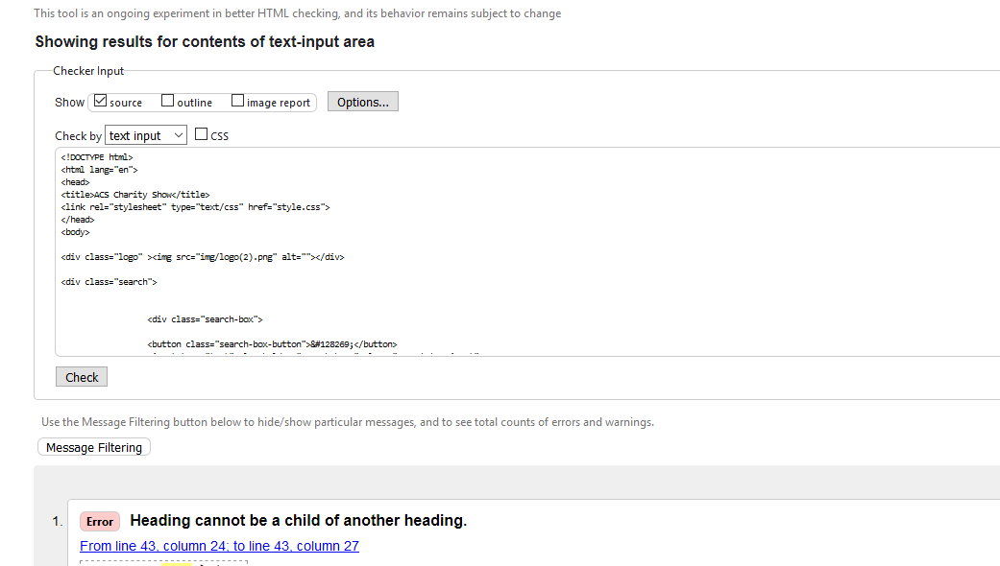 This tool is an ongoing experiment in better HTML checking, and its behavior remains subject to change
Showing results for contents of text-input area
Checker Input
Show source outline image report Options...
Check by text input CSS
<!DOCTYPE html>
<html lang="en">
<head>
<title>ACS Charity Show</title>
<link rel="stylesheet" type="text/css" href="style.css">
</head>
<body>
<div class="logo" ><img src="img/logo(2).png" alt=""></div>
<div class="search">
<div class="search-box">
<button class="search-box-button">&#128269;</button>
Check
Use the Message Filtering button below to hide/show particular messages, and to see total counts of errors and warnings.
Message Filtering
1. Error Heading cannot be a child of another heading.
From line 43, column 24; to line 43, column 27